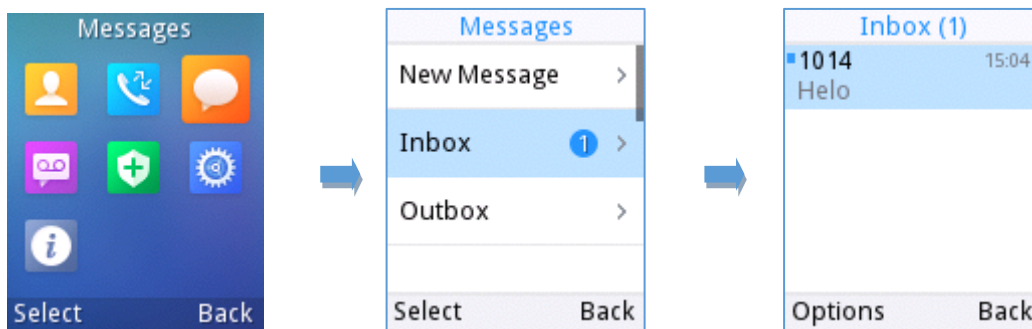 Messages
Select Back
Messages
New Message
Inbox 1
Outbox
Select Back
Inbox (1)
1014 15:04
Helo
Options Back